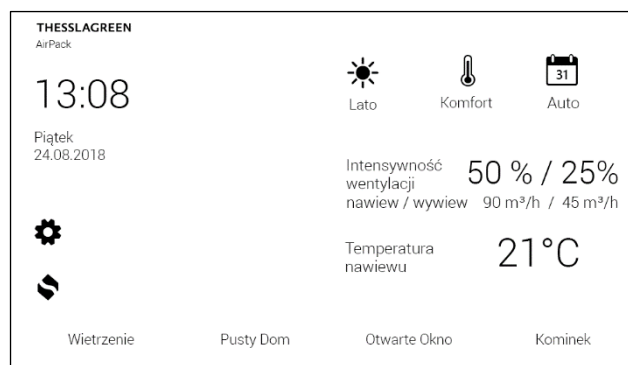 THESSLAGREEN
AirPack
13:08
Piątek
24.08.2018
31
Lato
Komfort
Auto
Intensywność
wentylacji
nawiew / wywiew
50 % / 25%
90 m³/h / 45 m³/h
Temperatura
nawiewu
21°C
Wietrzenie
Pusty Dom
Otwarte Okno
Kominek